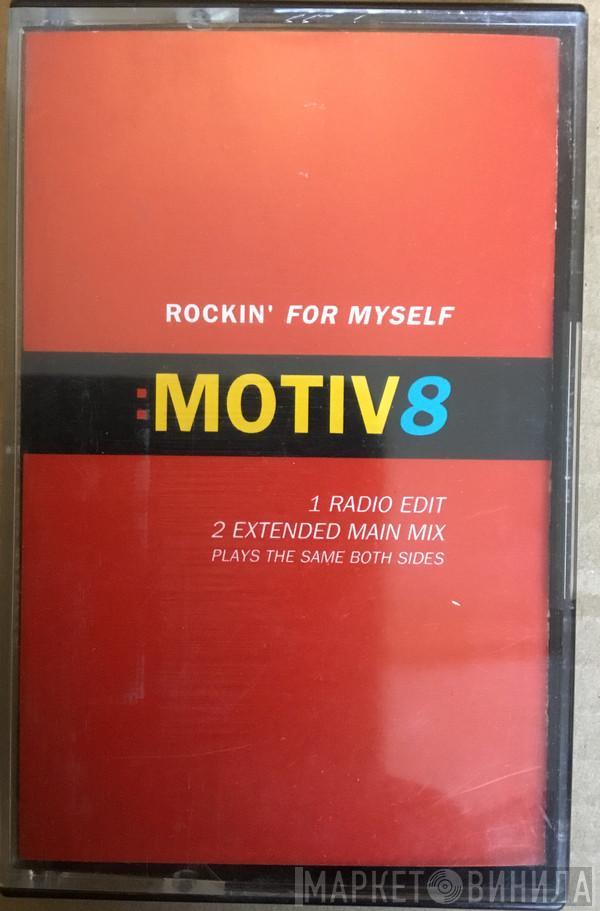 ROCKIN' FOR MYSELF
:MOTIV8
1 RADIO EDIT
2 EXTENDED MAIN MIX
PLAYS THE SAME BOTH SIDES
МАРКЕТ ВИНИЛА